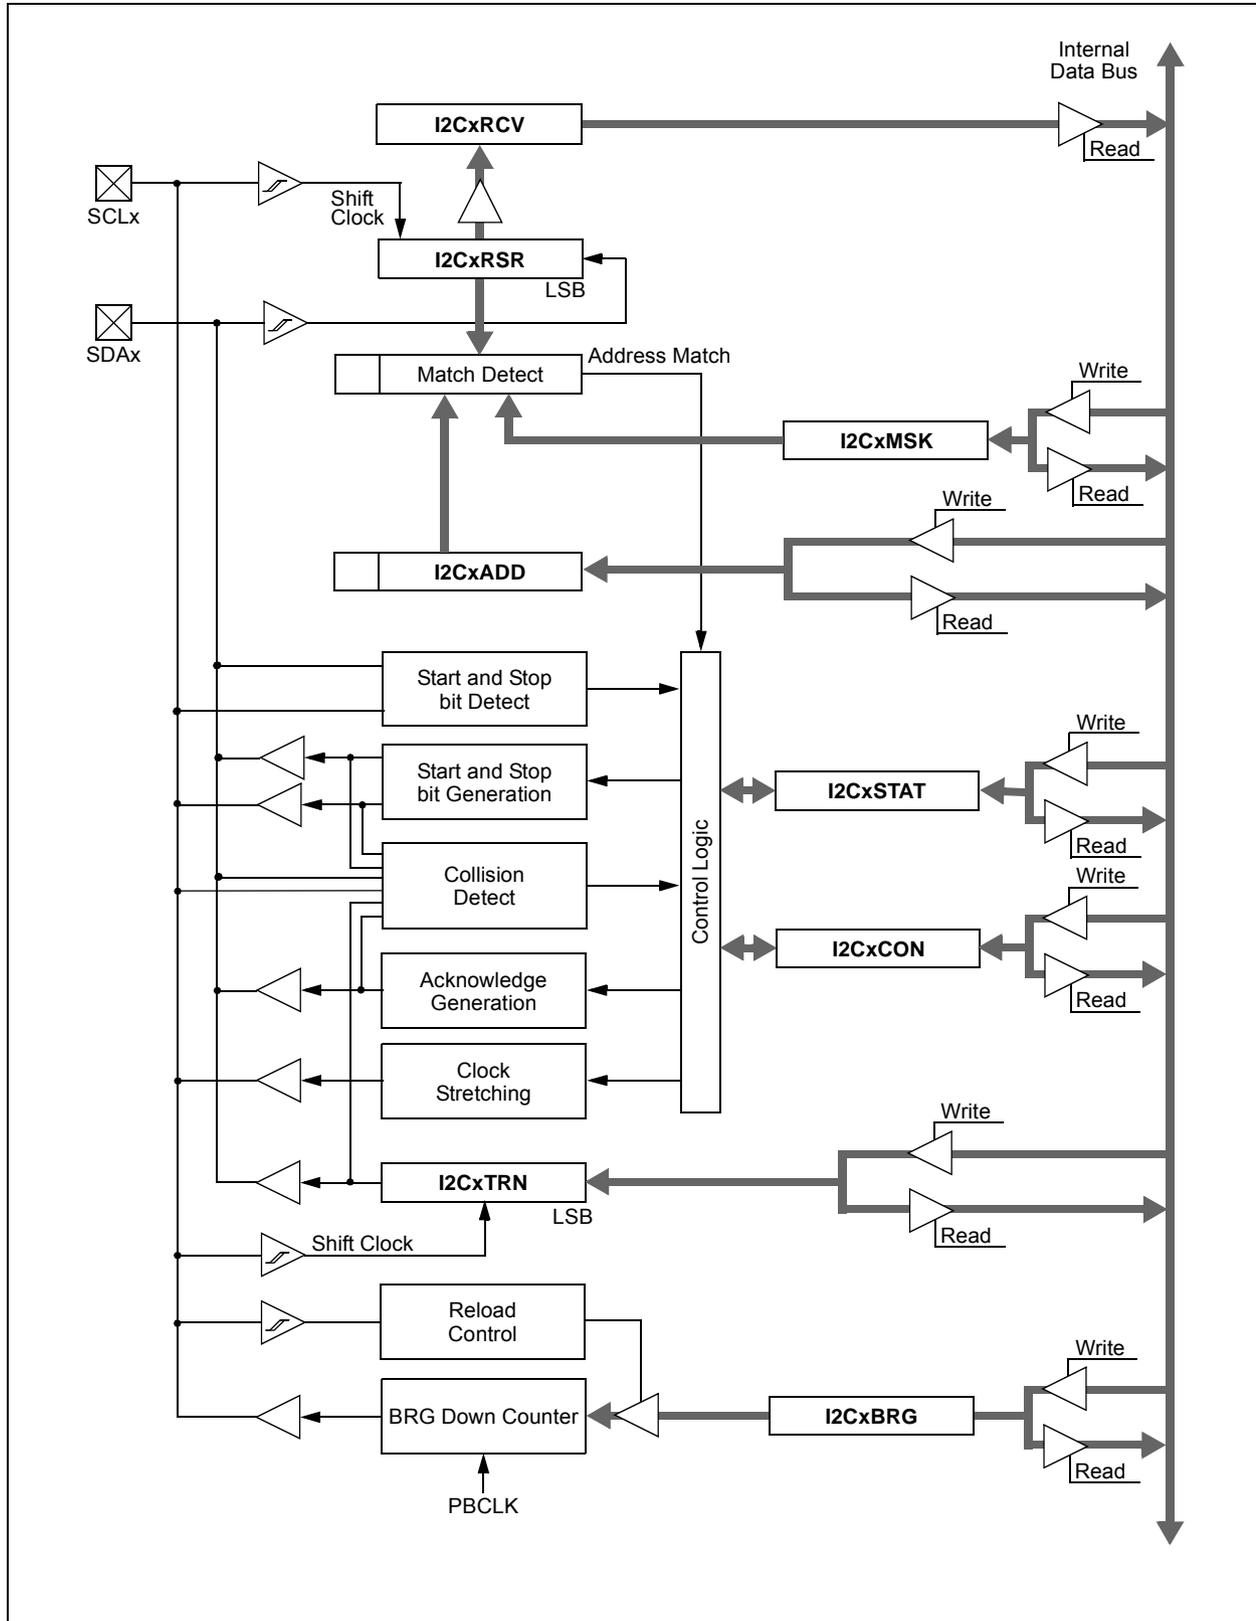 Internal
Data Bus
I2CxRCV
Read
SCLx
Shift
Clock
I2CxRSR
LSB
SDAx
Address Match
Match Detect
Write
I2CxMSK
Read
Write
I2CxADD
Read
Start and Stop
bit Detect
Write
Start and Stop
bit Generation
I2CxSTAT
Read
Control Logic
Collision
Detect
Write
I2CxCON
Read
Acknowledge
Generation
Clock
Stretching
Write
I2CxTRN
LSB
Read
Shift Clock
Reload
Control
Write
BRG Down Counter
I2CxBRG
Read
PBCLK